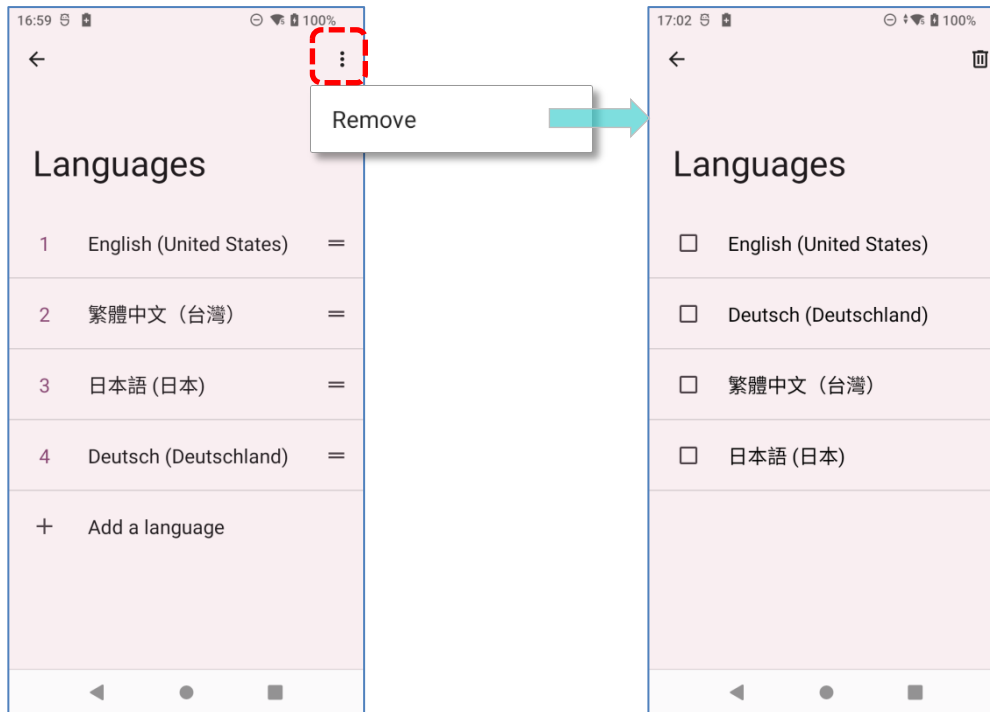 16:59 100%
Languages
1 English (United States)
2 繁體中文（台灣）
3 日本語 (日本)
4 Deutsch (Deutschland)
+ Add a language
Remove
17:02 100%
Languages
English (United States)
Deutsch (Deutschland)
繁體中文（台灣）
日本語 (日本)